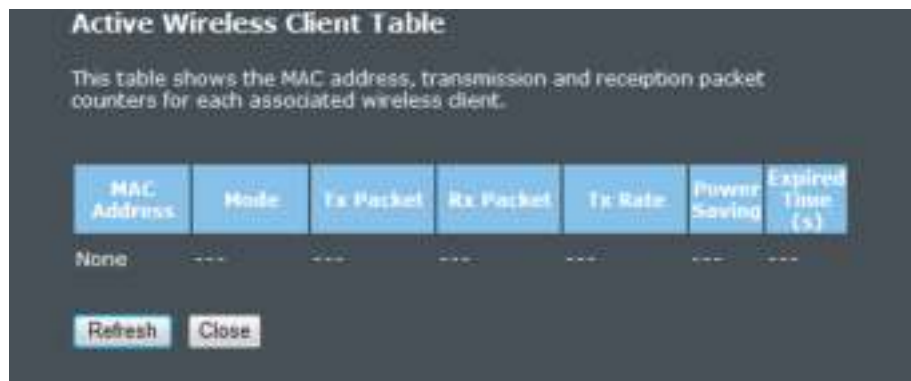 Active Wireless Client Table
This table shows the MAC address, transmission and receiption packet
counters for each associated wireless client.
MAC Address Mode Tx Packet Rx Packet Tx Rate Power Saving Expired Time (s)
None --- --- --- --- --- ---
Refresh Close